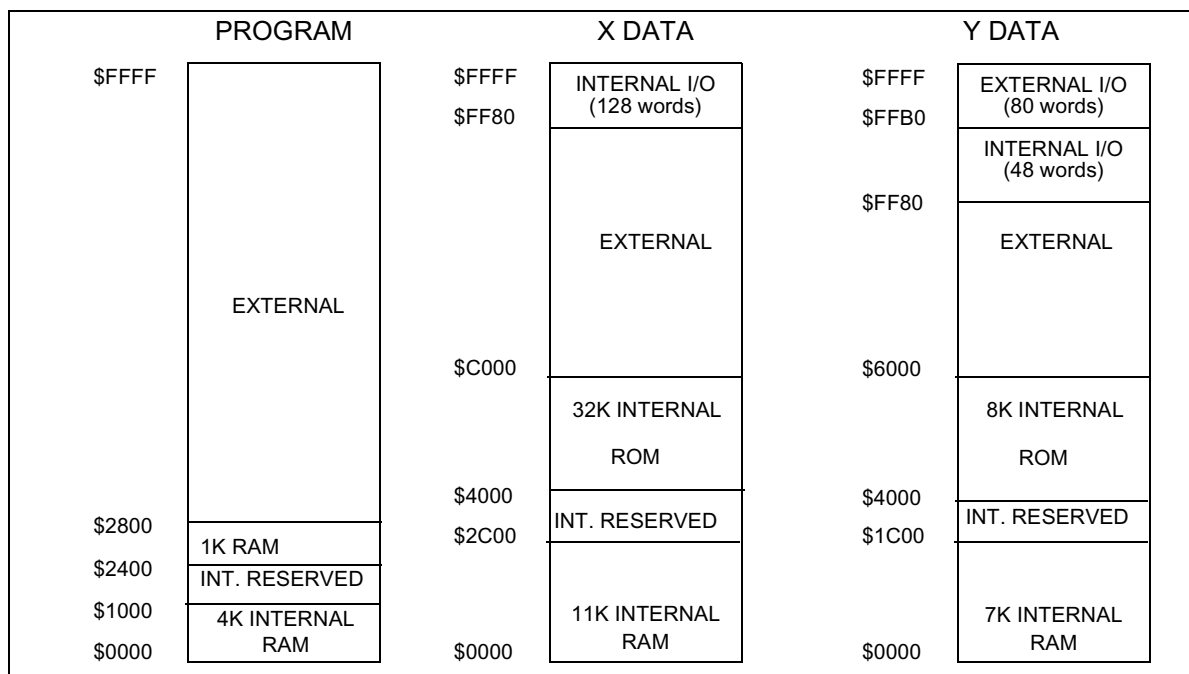 PROGRAM
$FFFF
EXTERNAL
$2800
1K RAM
$2400
INT. RESERVED
$1000
4K INTERNAL
RAM
$0000
X DATA
$FFFF
INTERNAL I/O
(128 words)
$FF80
EXTERNAL
$C000
32K INTERNAL
ROM
$4000
INT. RESERVED
$2C00
11K INTERNAL
RAM
$0000
Y DATA
$FFFF
EXTERNAL I/O
(80 words)
$FFB0
INTERNAL I/O
(48 words)
$FF80
EXTERNAL
$6000
8K INTERNAL
ROM
$4000
INT. RESERVED
$1C00
7K INTERNAL
RAM
$0000